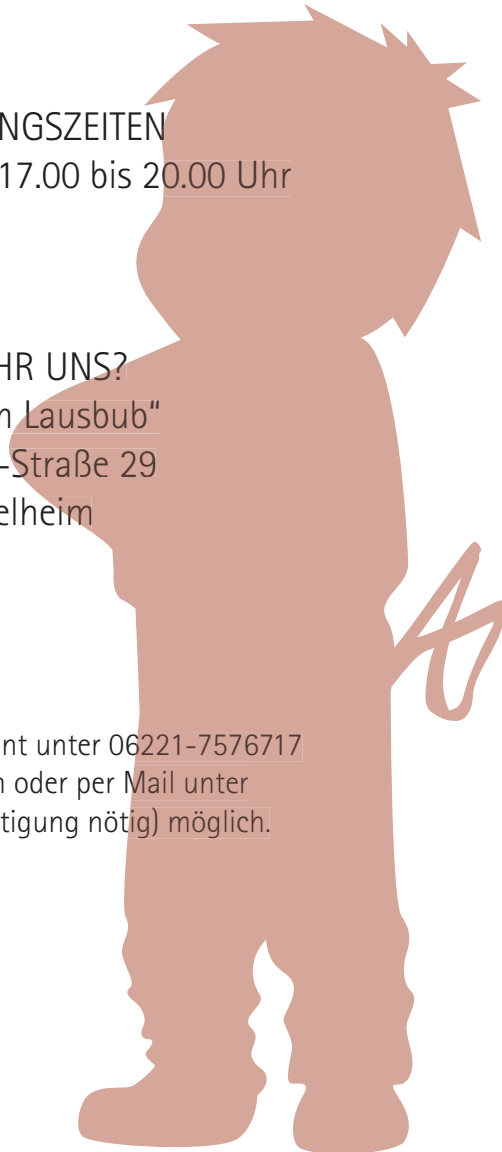 NGSZEITEN
17.00 bis 20.00 Uhr
HR UNS?
n Lausbub“
-Straße 29
elheim
nt unter 06221-7576717
n oder per Mail unter
tigung nötig) möglich.